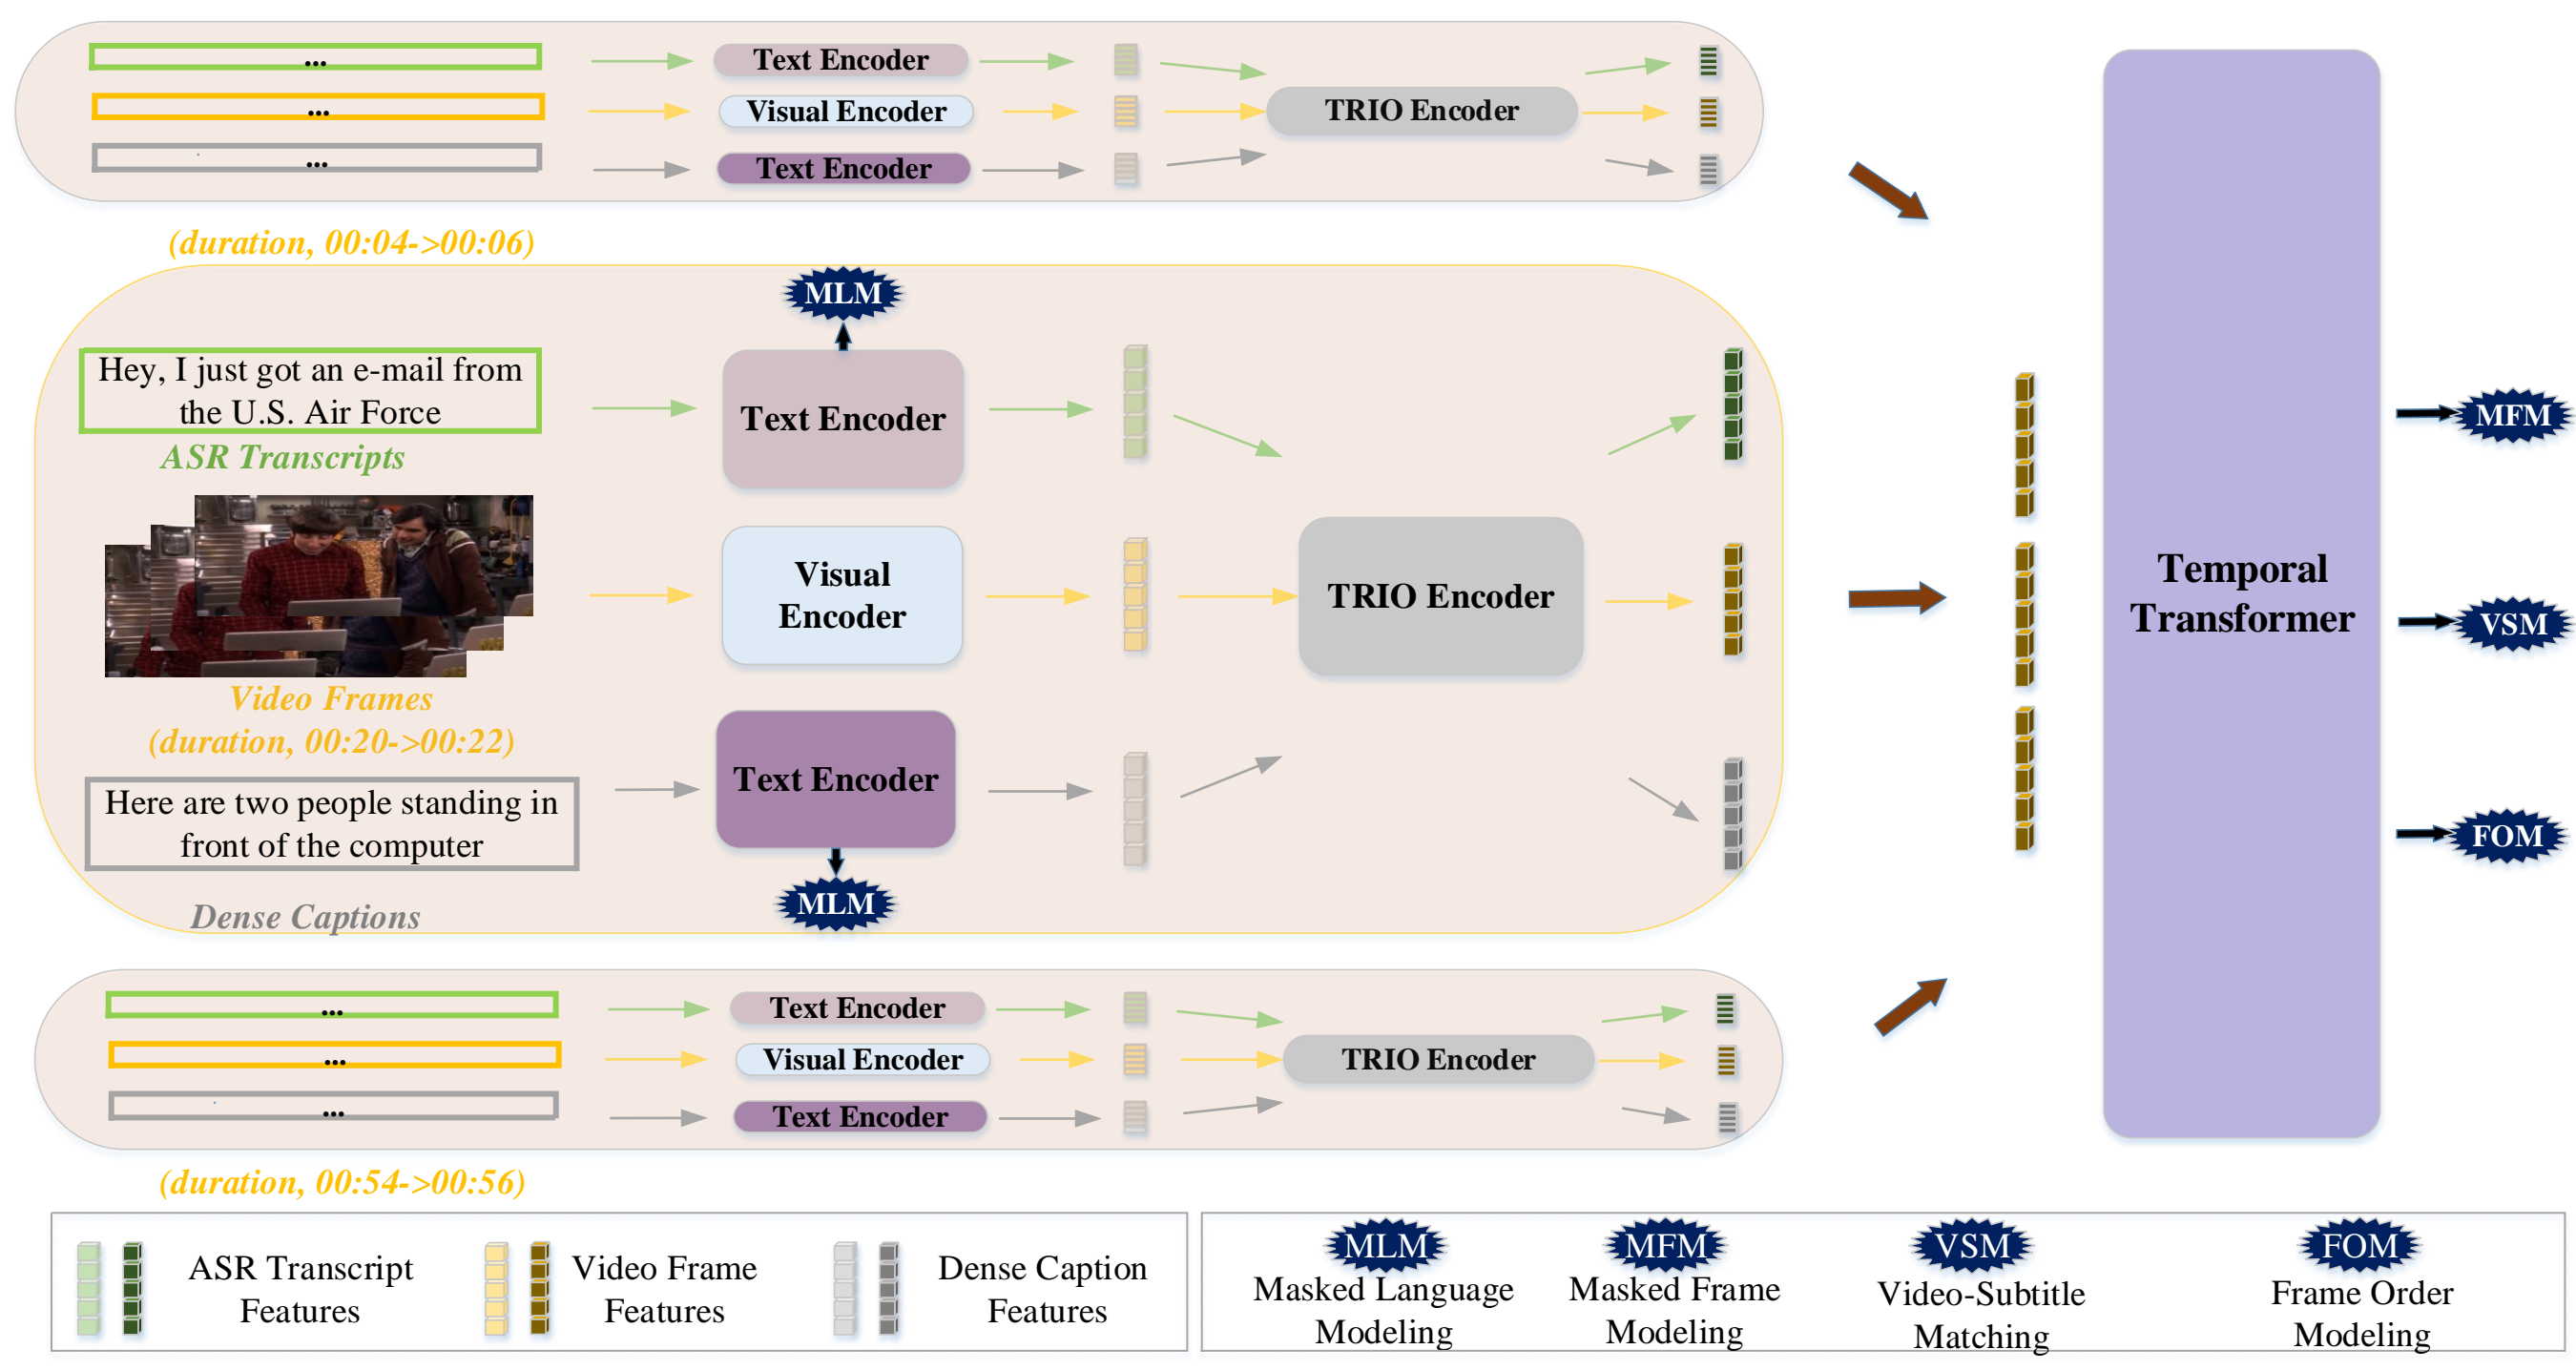 ...
Text Encoder
...
Visual Encoder
TRIO Encoder
...
Text Encoder
(duration, 00:04->00:06)
MLM
Hey, I just got an e-mail from
the U.S. Air Force
ASR Transcripts
Text Encoder
Video Frames
(duration, 00:20->00:22)
Visual
Encoder
TRIO Encoder
Here are two people standing in
front of the computer
Dense Captions
Text Encoder
MLM
Temporal
Transformer
MFM
VSM
FOM
...
Text Encoder
...
Visual Encoder
TRIO Encoder
...
Text Encoder
(duration, 00:54->00:56)
ASR Transcript
Features
Video Frame
Features
Dense Caption
Features
MLM
Masked Language
Modeling
MFM
Masked Frame
Modeling
VSM
Video-Subtitle
Matching
FOM
Frame Order
Modeling